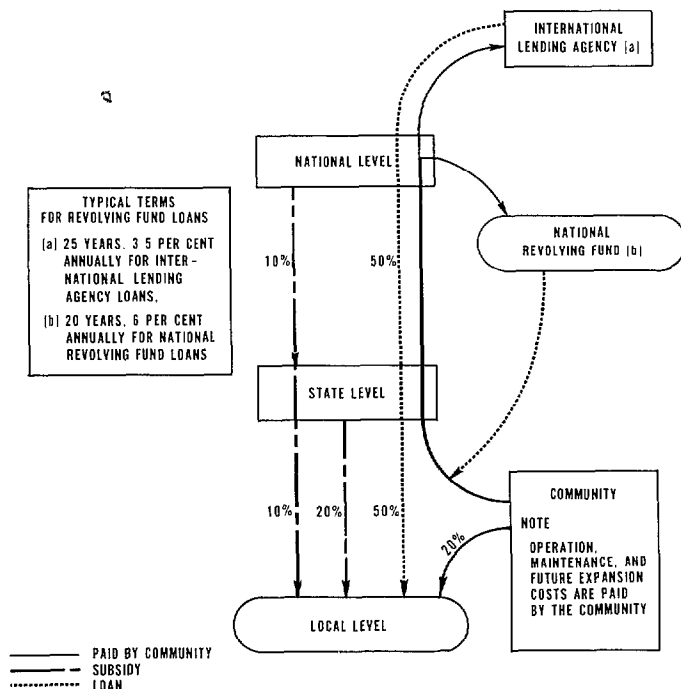 INTERNATIONAL
LENDING AGENCY (a)
NATIONAL LEVEL
TYPICAL TERMS
FOR REVOLVING FUND LOANS
(a) 25 YEARS. 3 5 PER CENT
ANNUALLY FOR INTER-
NATIONAL LENDING
AGENCY LOANS,
(b) 20 YEARS, 6 PER CENT
ANNUALLY FOR NATIONAL
REVOLVING FUND LOANS
NATIONAL
REVOLVING FUND (b)
10%
50%
STATE LEVEL
10%
20%
50%
20%
COMMUNITY
NOTE
OPERATION,
MAINTENANCE, AND
FUTURE EXPANSION
COSTS ARE PAID
BY THE COMMUNITY
LOCAL LEVEL
PAID BY COMMUNITY
SUBSIDY
LOAN